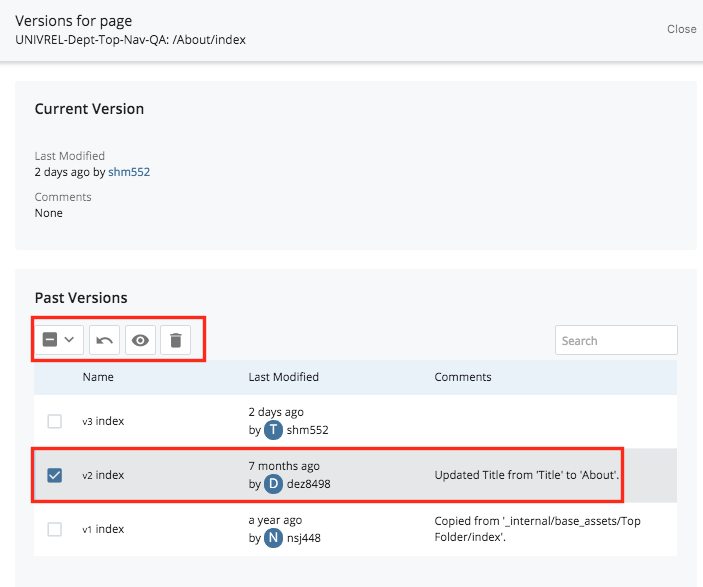 Versions for page
UNIVREL-Dept-Top-Nav-QA: /About/index
Close
Current Version
Last Modified
2 days ago by shm552
Comments
None
Past Versions
Search
Name Last Modified Comments
v3 index
2 days ago
by T shm552
v2 index
7 months ago
by D dez8498
Updated Title from 'Title' to 'About'.
v1 index
a year ago
by N nsj448
Copied from '_internal/base_assets/Top
Folder/index'.